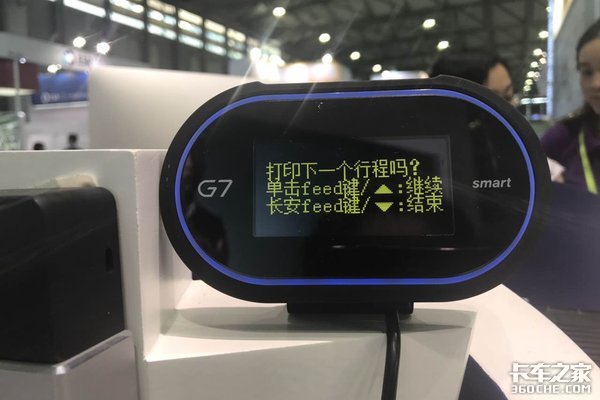 打印下一个行程吗?
G7
单击feed键/▲:继续
smart
长安feed键/▼:结束
卡车之家
360CHE.COM